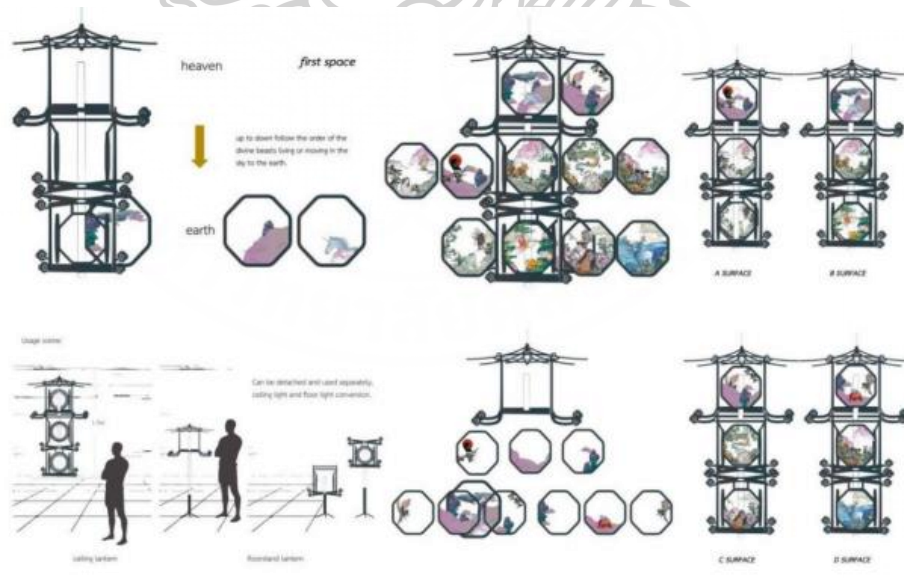 heaven
first space
up to down follow the order of the
divine beasts living or moving in the
sky to the earth.
earth
A SURFACE
B SURFACE
Usage scene:
Can be detached and used separately,
ceiling light and floor light conversion.
ceiling lantern
floorstand lantern
C SURFACE
D SURFACE